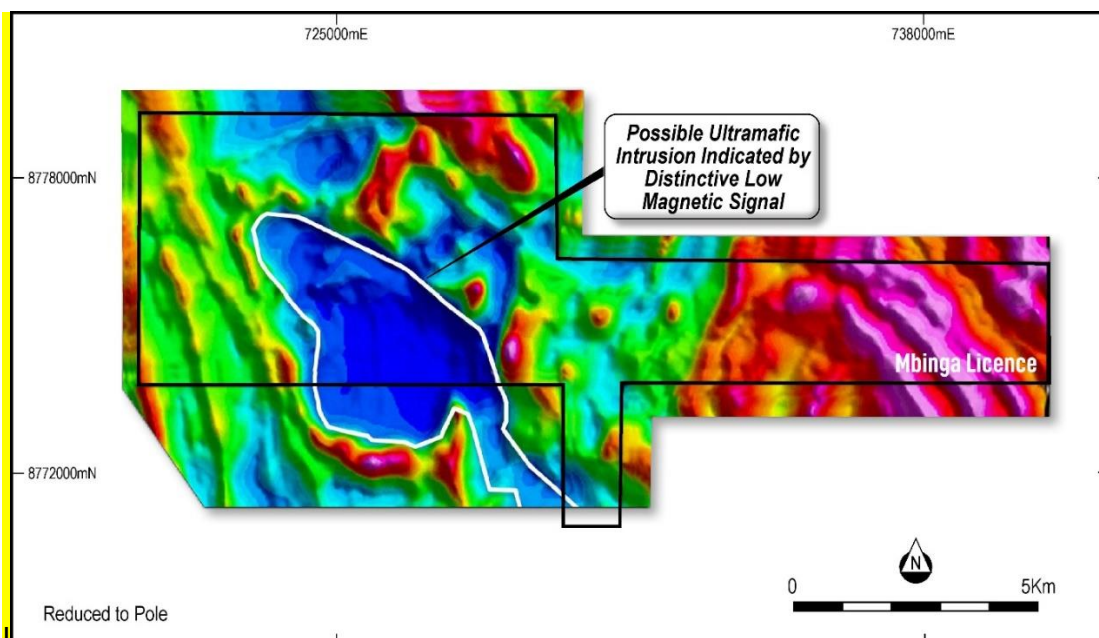 725000mE
738000mE
Possible Ultramafic
Intrusion Indicated by
Distinctive Low
Magnetic Signal
8778000mN
Mbinga Licence
8772000mN
N
0
5Km
Reduced to Pole